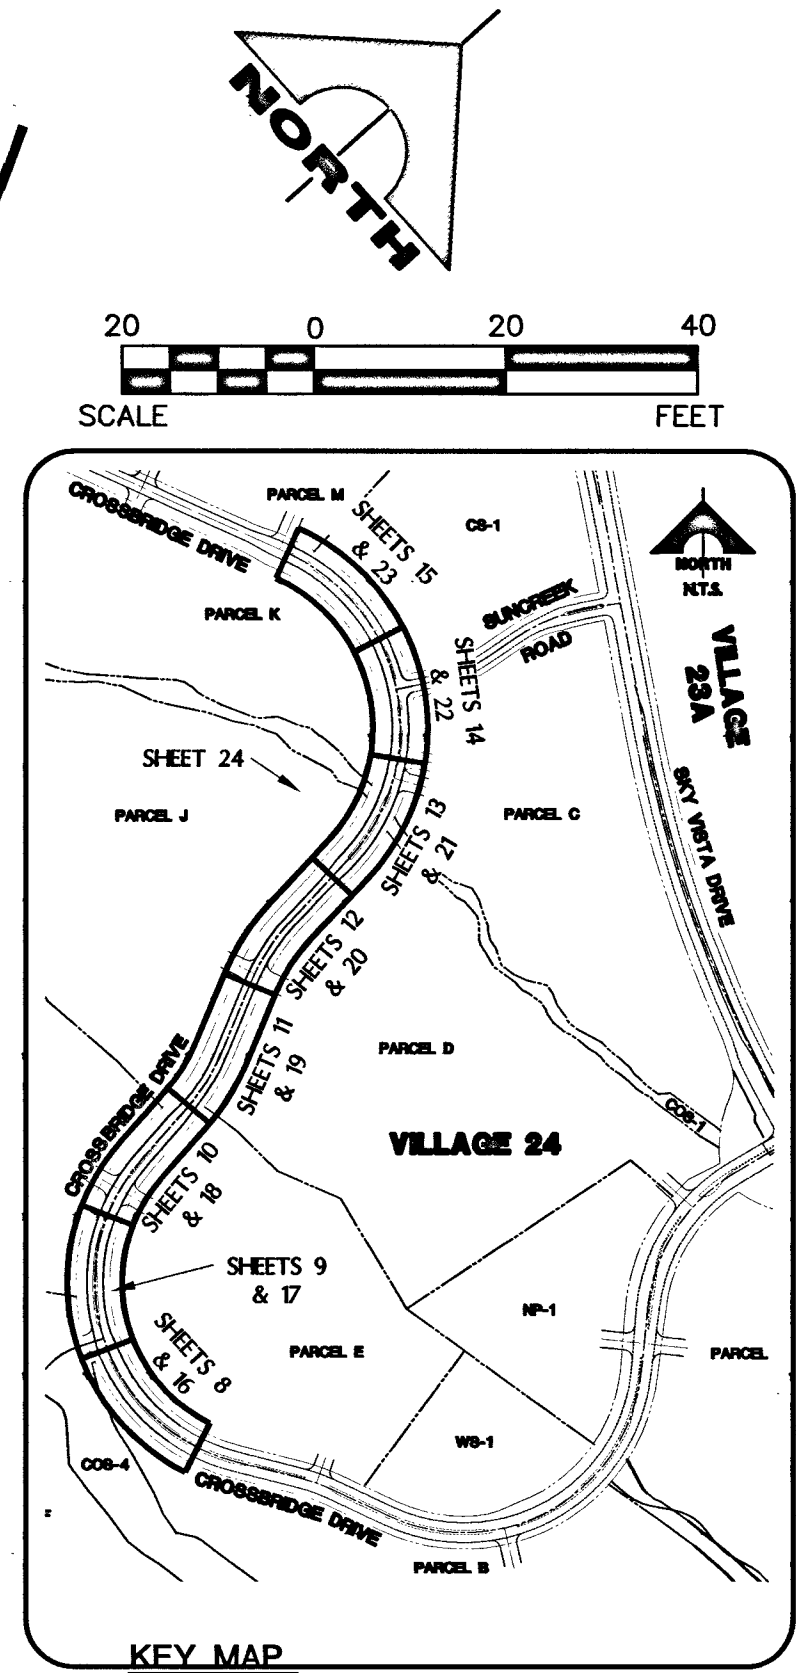 NORTH
20 0 20 40
SCALE FEET
CROSSBRIDGE DRIVE
PARCEL M
SHEETS 15
& 23
CS-1
NORTH
N.T.S.
PARCEL K
SUNCREEK
ROAD
SHEETS 14
& 22
VILLAGE
23A
SHEET 24
PARCEL J
SHEETS 13
& 21
PARCEL C
SKY VISTA DRIVE
SHEETS 12
& 20
SHEETS 11
& 19
PARCEL D
CROSSBRIDGE DRIVE
COS-1
VILLAGE 24
SHEETS 10
& 18
SHEETS 9
& 17
NP-1
SHEETS 8
& 16
PARCEL E
PARCEL
WS-1
COS-4
CROSSBRIDGE DRIVE
PARCEL B
KEY MAP